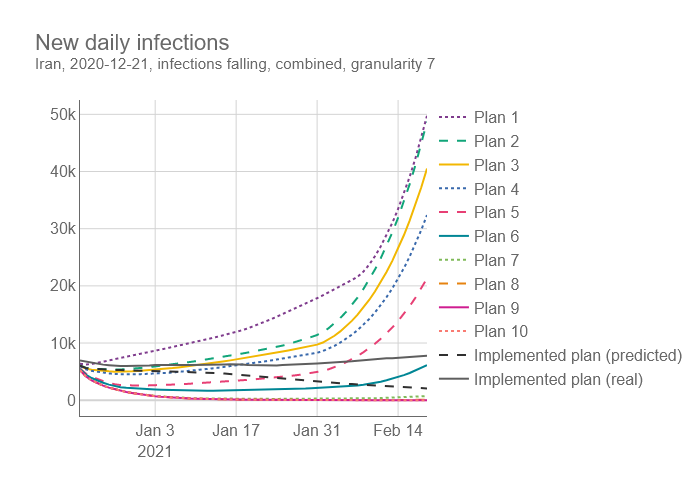 New daily infections
Iran, 2020-12-21, infections falling, combined, granularity 7
50k
40k
30k
20k
10k
0
Jan 3
2021
Jan 17
Jan 31
Feb 14
Plan 1
Plan 2
Plan 3
Plan 4
Plan 5
Plan 6
Plan 7
Plan 8
Plan 9
Plan 10
Implemented plan (predicted)
Implemented plan (real)